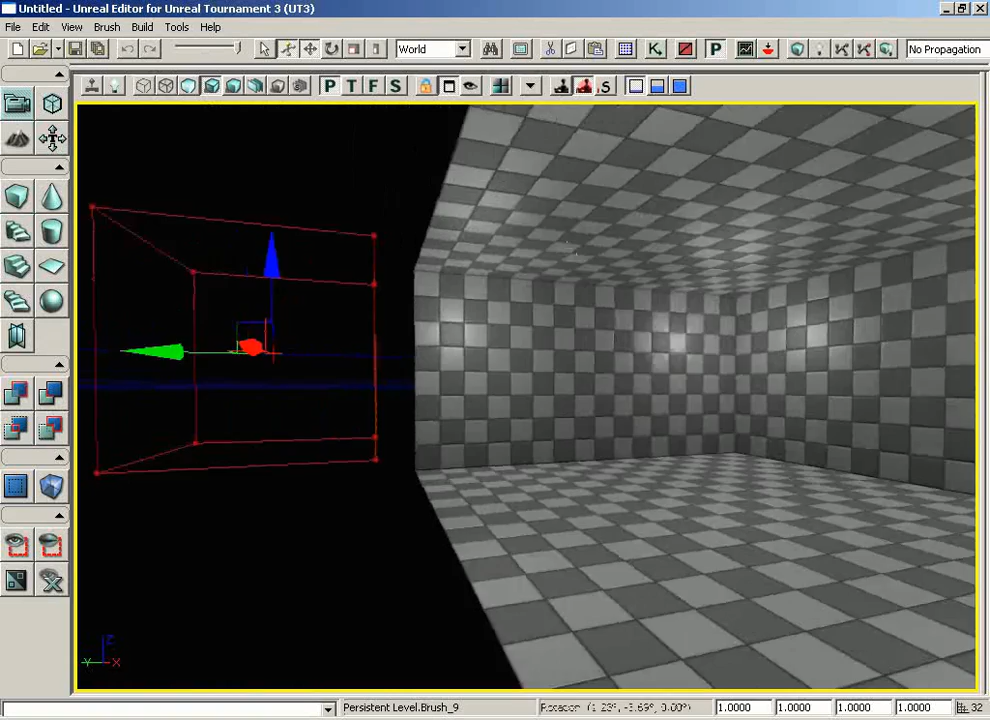 Untitled - Unreal Editor for Unreal Tournament 3 (UT3)
File Edit View Brush Build Tools Help
World
P
No Propagation
P T F S
S
Z
Y X
Persistent Level.Brush_9
1.0000 1.0000 1.0000 1.0000 32